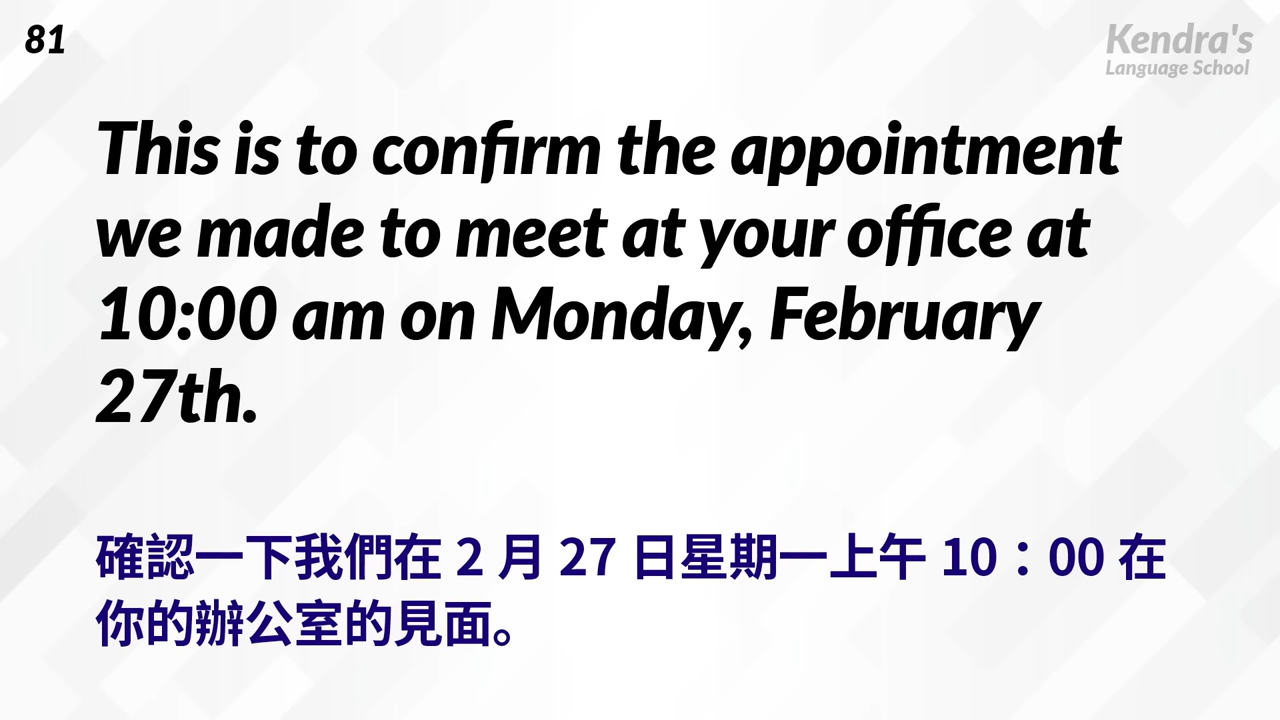 81
Kendra's
Language School
This is to confirm the appointment
we made to meet at your office at
10:00 am on Monday, February
27th.
確認一下我們在 2 月 27 日星期一上午 10：00 在
你的辦公室的見面。